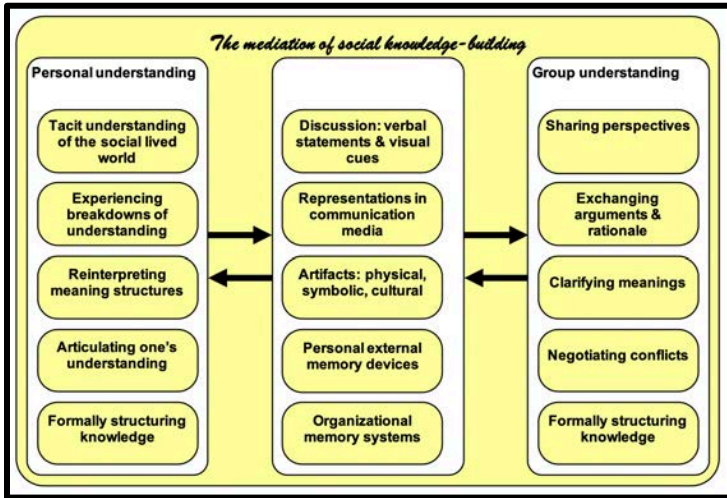 The mediation of social knowledge-building
Personal understanding
Tacit understanding
of the social lived
world
Experiencing
breakdowns of
understanding
Reinterpreting
meaning structures
Articulating one's
understanding
Formally structuring
knowledge
Discussion: verbal
statements & visual
cues
Representations in
communication
media
Artifacts: physical,
symbolic, cultural
Personal external
memory devices
Organizational
memory systems
Group understanding
Sharing perspectives
Exchanging
arguments &
rationale
Clarifying meanings
Negotiating conflicts
Formally structuring
knowledge